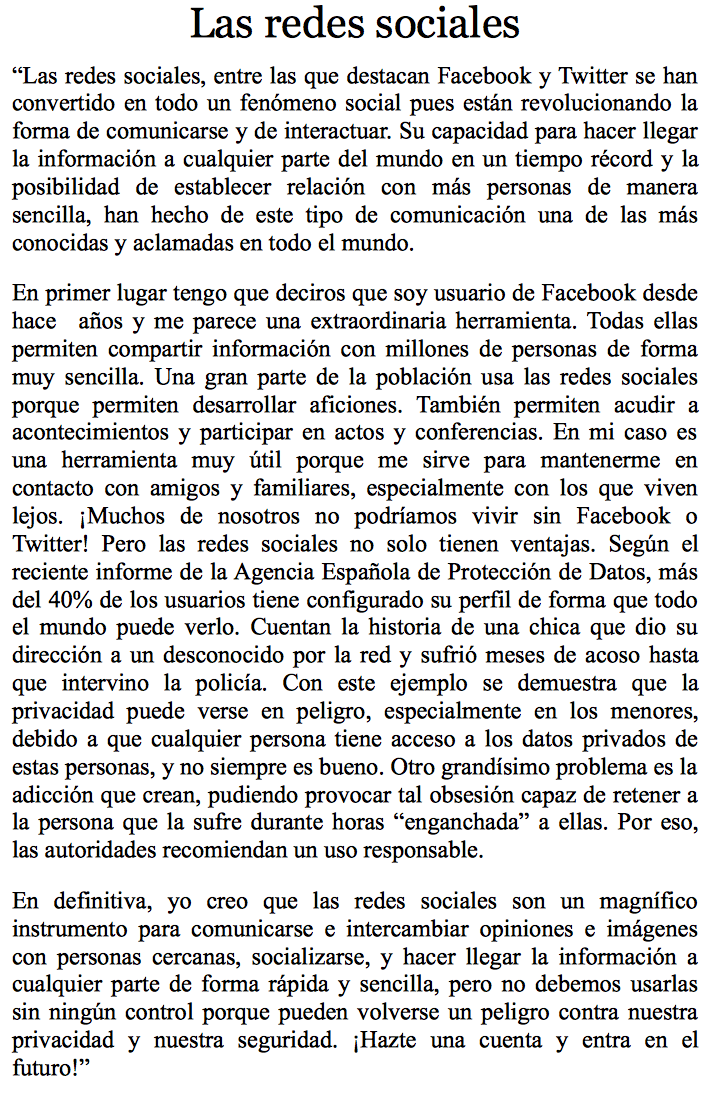 Las redes sociales
“Las redes sociales, entre las que destacan Facebook y Twitter se han
convertido en todo un fenómeno social pues están revolucionando la
forma de comunicarse y de interactuar. Su capacidad para hacer llegar
la información a cualquier parte del mundo en un tiempo récord y la
posibilidad de establecer relación con más personas de manera
sencilla, han hecho de este tipo de comunicación una de las más
conocidas y aclamadas en todo el mundo.
En primer lugar tengo que deciros que soy usuario de Facebook desde
hace años y me parece una extraordinaria herramienta. Todas ellas
permiten compartir información con millones de personas de forma
muy sencilla. Una gran parte de la población usa las redes sociales
porque permiten desarrollar aficiones. También permiten acudir a
acontecimientos y participar en actos y conferencias. En mi caso es
una herramienta muy útil porque me sirve para mantenerme en
contacto con amigos y familiares, especialmente con los que viven
lejos. ¡Muchos de nosotros no podríamos vivir sin Facebook o
Twitter! Pero las redes sociales no solo tienen ventajas. Según el
reciente informe de la Agencia Española de Protección de Datos, más
del 40% de los usuarios tiene configurado su perfil de forma que todo
el mundo puede verlo. Cuentan la historia de una chica que dio su
dirección a un desconocido por la red y sufrió meses de acoso hasta
que intervino la policía. Con este ejemplo se demuestra que la
privacidad puede verse en peligro, especialmente en los menores,
debido a que cualquier persona tiene acceso a los datos privados de
estas personas, y no siempre es bueno. Otro grandísimo problema es la
adicción que crean, pudiendo provocar tal obsesión capaz de retener a
la persona que la sufre durante horas “enganchada” a ellas. Por eso,
las autoridades recomiendan un uso responsable.
En definitiva, yo creo que las redes sociales son un magnífico
instrumento para comunicarse e intercambiar opiniones e imágenes
con personas cercanas, socializarse, y hacer llegar la información a
cualquier parte de forma rápida y sencilla, pero no debemos usarlas
sin ningún control porque pueden volverse un peligro contra nuestra
privacidad y nuestra seguridad. ¡Hazte una cuenta y entra en el
futuro!”